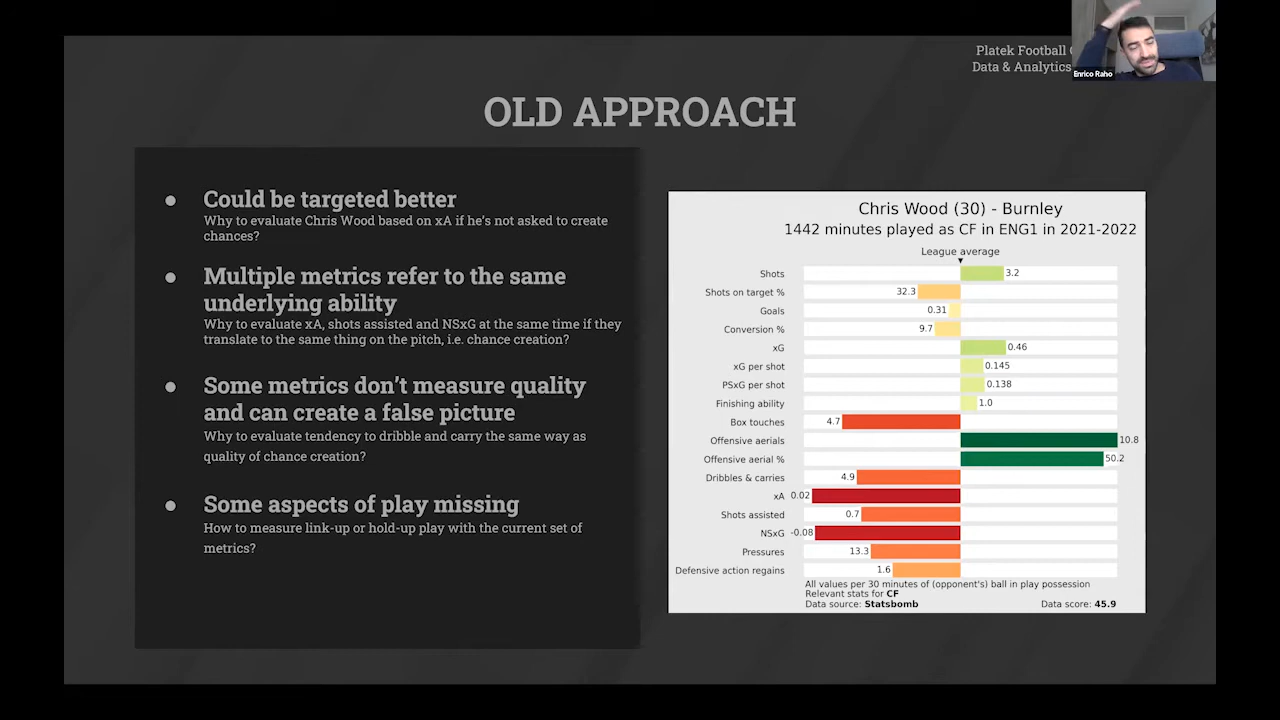 Platek Football
Data & Analytics
Enrico Raho
OLD APPROACH
● Could be targeted better
Why to evaluate Chris Wood based on xA if he's not asked to create
chances?
● Multiple metrics refer to the same
underlying ability
Why to evaluate xA, shots assisted and NSxG at the same time if they
translate to the same thing on the pitch, i.e. chance creation?
● Some metrics don't measure quality
and can create a false picture
Why to evaluate tendency to dribble and carry the same way as
quality of chance creation?
● Some aspects of play missing
How to measure link-up or hold-up play with the current set of
metrics?
Chris Wood (30) - Burnley
1442 minutes played as CF in ENG1 in 2021-2022
League average
Shots 3.2
Shots on target % 32.3
Goals 0.31
Conversion % 9.7
xG 0.46
xG per shot 0.145
PSxG per shot 0.138
Finishing ability 1.0
Box touches 4.7
Offensive aerials 10.8
Offensive aerial % 50.2
Dribbles & carries 4.9
xA 0.02
Shots assisted 0.7
NSxG -0.08
Pressures 13.3
Defensive action regains 1.6
All values per 30 minutes of (opponent's) ball in play possession
Relevant stats for CF
Data source: Statsbomb Data score: 45.9